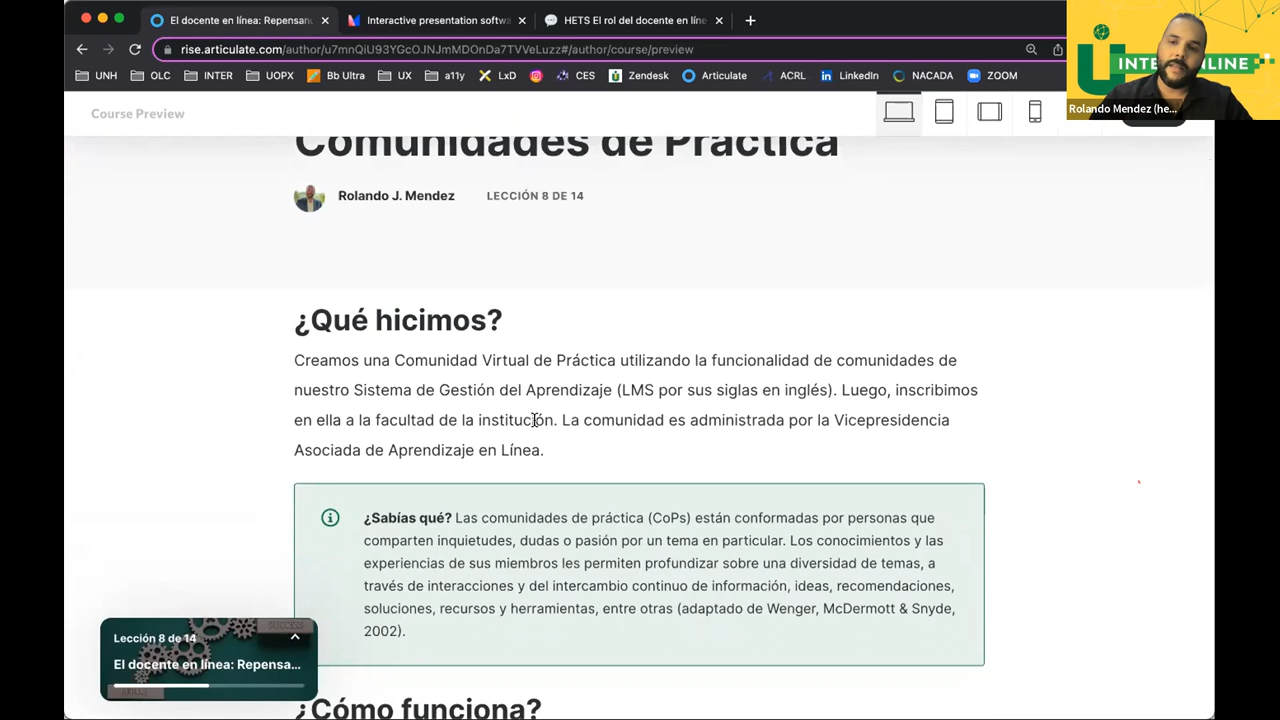 El docente en línea: Repensand
Interactive presentation softwa
HETS El rol del docente en líne
rise.articulate.com/author/u7mnQiU93YGcOJNJmMDOnDa7TVVeLuzz#/author/course/preview
UNH OLC INTER UOPX Bb Ultra UX a11y LxD CES Zendesk Articulate ACRL LinkedIn NACADA ZOOM
INTER ONLINE
Rolando Mendez (he...
Course Preview
Comunidades de Práctica
Rolando J. Mendez LECCIÓN 8 DE 14
¿Qué hicimos?
Creamos una Comunidad Virtual de Práctica utilizando la funcionalidad de comunidades de
nuestro Sistema de Gestión del Aprendizaje (LMS por sus siglas en inglés). Luego, inscribimos
en ella a la facultad de la institución. La comunidad es administrada por la Vicepresidencia
Asociada de Aprendizaje en Línea.
¿Sabías qué? Las comunidades de práctica (CoPs) están conformadas por personas que
comparten inquietudes, dudas o pasión por un tema en particular. Los conocimientos y las
experiencias de sus miembros les permiten profundizar sobre una diversidad de temas, a
través de interacciones y del intercambio continuo de información, ideas, recomendaciones,
soluciones, recursos y herramientas, entre otras (adaptado de Wenger, McDermott & Snyde,
2002).
SUCCESS
Lección 8 de 14
El docente en línea: Repensa...
SKILLS
¿Cómo funciona?